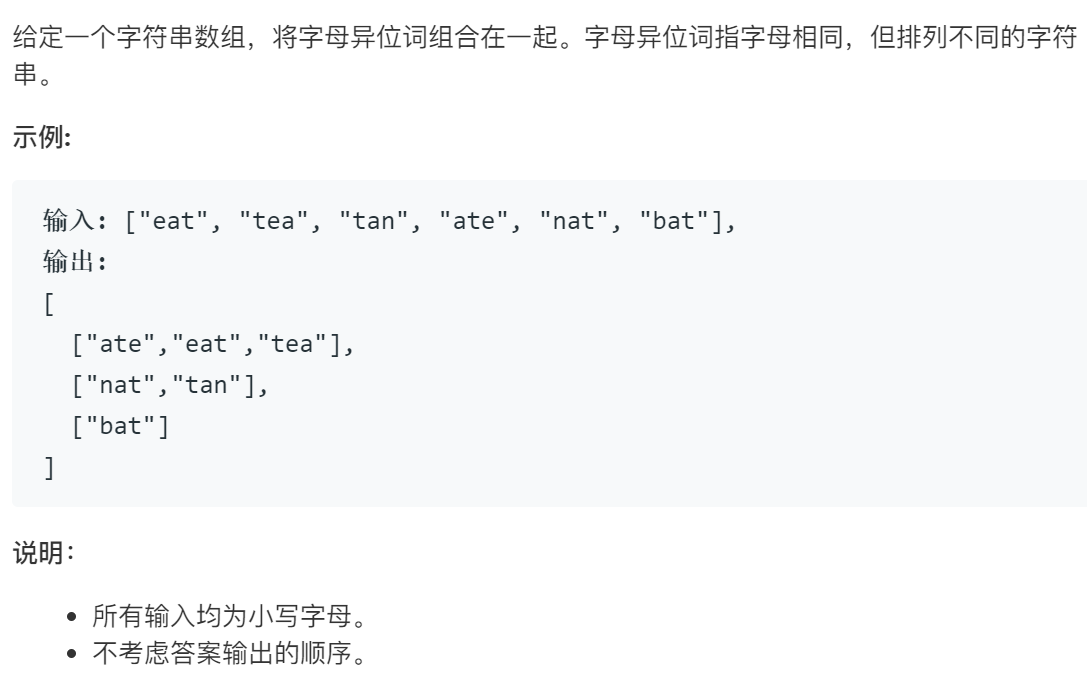 给定一个字符串数组，将字母异位词组合在一起。字母异位词指字母相同，但排列不同的字符
串。
示例:
输入: ["eat", "tea", "tan", "ate", "nat", "bat"],
输出:
[
  ["ate","eat","tea"],
  ["nat","tan"],
  ["bat"]
]
说明：
• 所有输入均为小写字母。
• 不考虑答案输出的顺序。